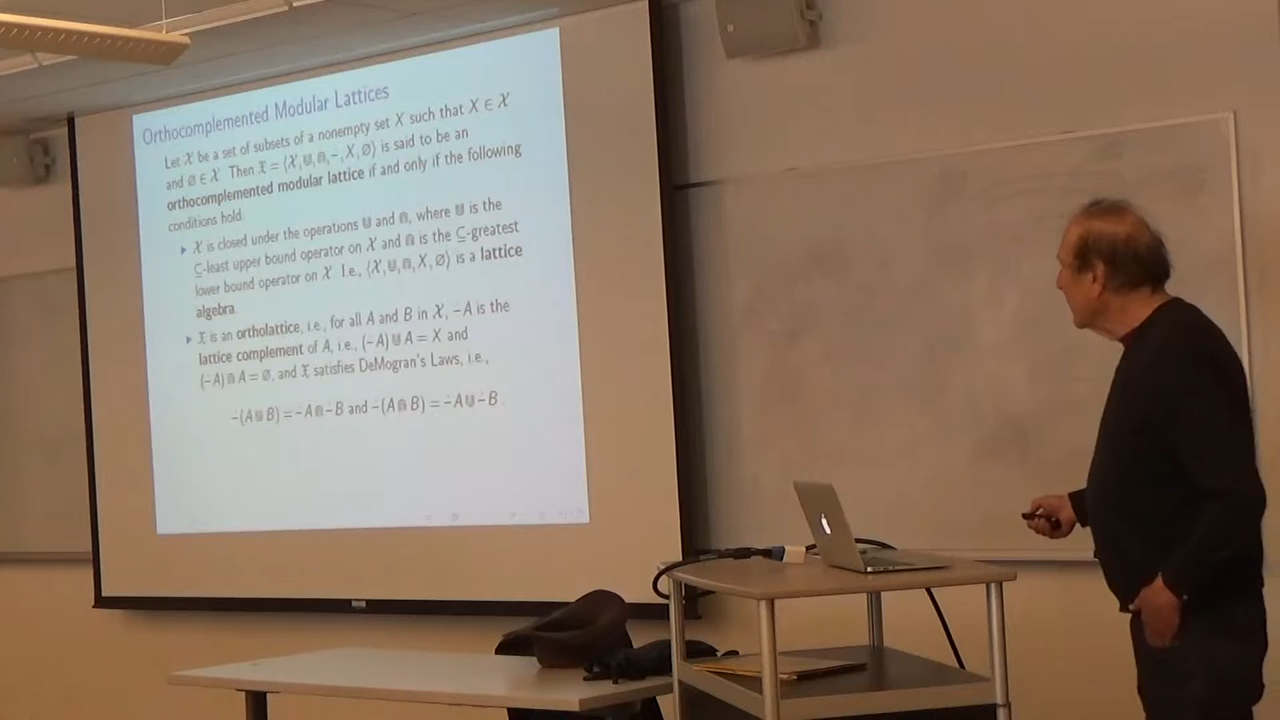 Orthocomplemented Modular Lattices
Let 𝒳 be a set of subsets of a nonempty set X such that X ∈ 𝒳
and ∅ ∈ 𝒳. Then 𝔛 = ⟨𝒳, ⋓, ⋒, −, X, ∅⟩ is said to be an
orthocomplemented modular lattice if and only if the following
conditions hold.
▶ 𝒳 is closed under the operations ⋓ and ⋒, where ⋓ is the
⊆-least upper bound operator on 𝒳 and ⋒ is the ⊆-greatest
lower bound operator on 𝒳. I.e., ⟨𝒳, ⋓, ⋒, X, ∅⟩ is a lattice
algebra.
▶ 𝔛 is an ortholattice, i.e., for all A and B in 𝒳, −A is the
lattice complement of A, i.e., (−A) ⋓ A = X and
(−A) ⋒ A = ∅, and 𝔛 satisfies DeMogran's Laws, i.e.,
−(A ⋓ B) = −A ⋒ −B and −(A ⋒ B) = −A ⋓ −B .